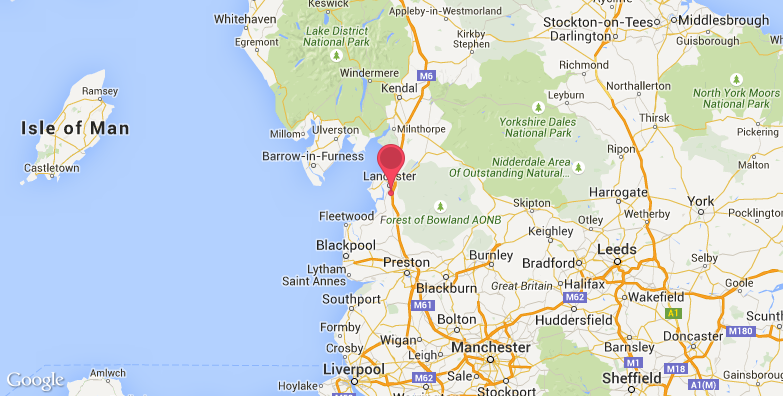 Keswick
Appleby-in-Westmorland
Whitehaven
Stockton-on-Tees
Middlesbrough
Darlington
Egremont
Lake District
National Park
Kirkby
Stephen
Guisborough
Richmond
Windermere
M6
Northallerton
Kendal
Ramsey
Leyburn
North York Moors
National Park
Isle of Man
Yorkshire Dales
National Park
Thirsk
Millom
Ulverston
Milnthorpe
Pickering
Barrow-in-Furness
Ripon
Castletown
Nidderdale Area
Of Outstanding
Natural...
Malton
Harrogate
York
Skipton
Fleetwood
Forest of Bowland AONB
Otley
Wetherby
Pocklington
Keighley
Blackpool
Leeds
Selby
Preston
Burnley
Bradford
Lytham
Saint Annes
Blackburn
Great Britain
Halifax
Goole
M62
Wakefield
Southport
M61
Huddersfield
A1
M180
Bolton
Formby
Barnsley
Doncaster
Crosby
Wigan
Leigh
Manchester
M1
M18
Liverpool
M62
Sale
Stockport
Sheffield
A1(M)
Hoylake
Amlwch
Google